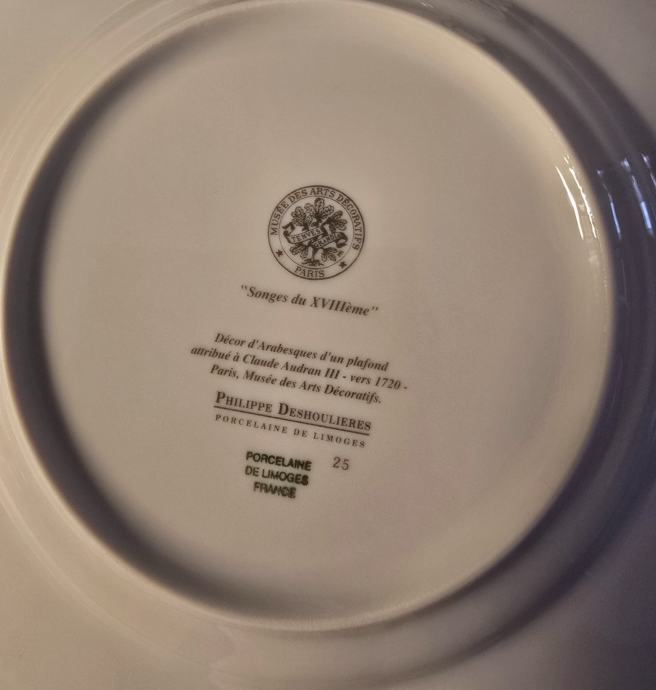 MUSÉE DES ARTS DÉCORATIFS
PARIS
"Songes du XVIIIème"
Décor d'Arabesques d'un plafond
attribué à Claude Audran III - vers 1720 -
Paris, Musée des Arts Décoratifs.
PHILIPPE DESHOULIERES
PORCELAINE DE LIMOGES
25
PORCELAINE
DE LIMOGES
FRANCE